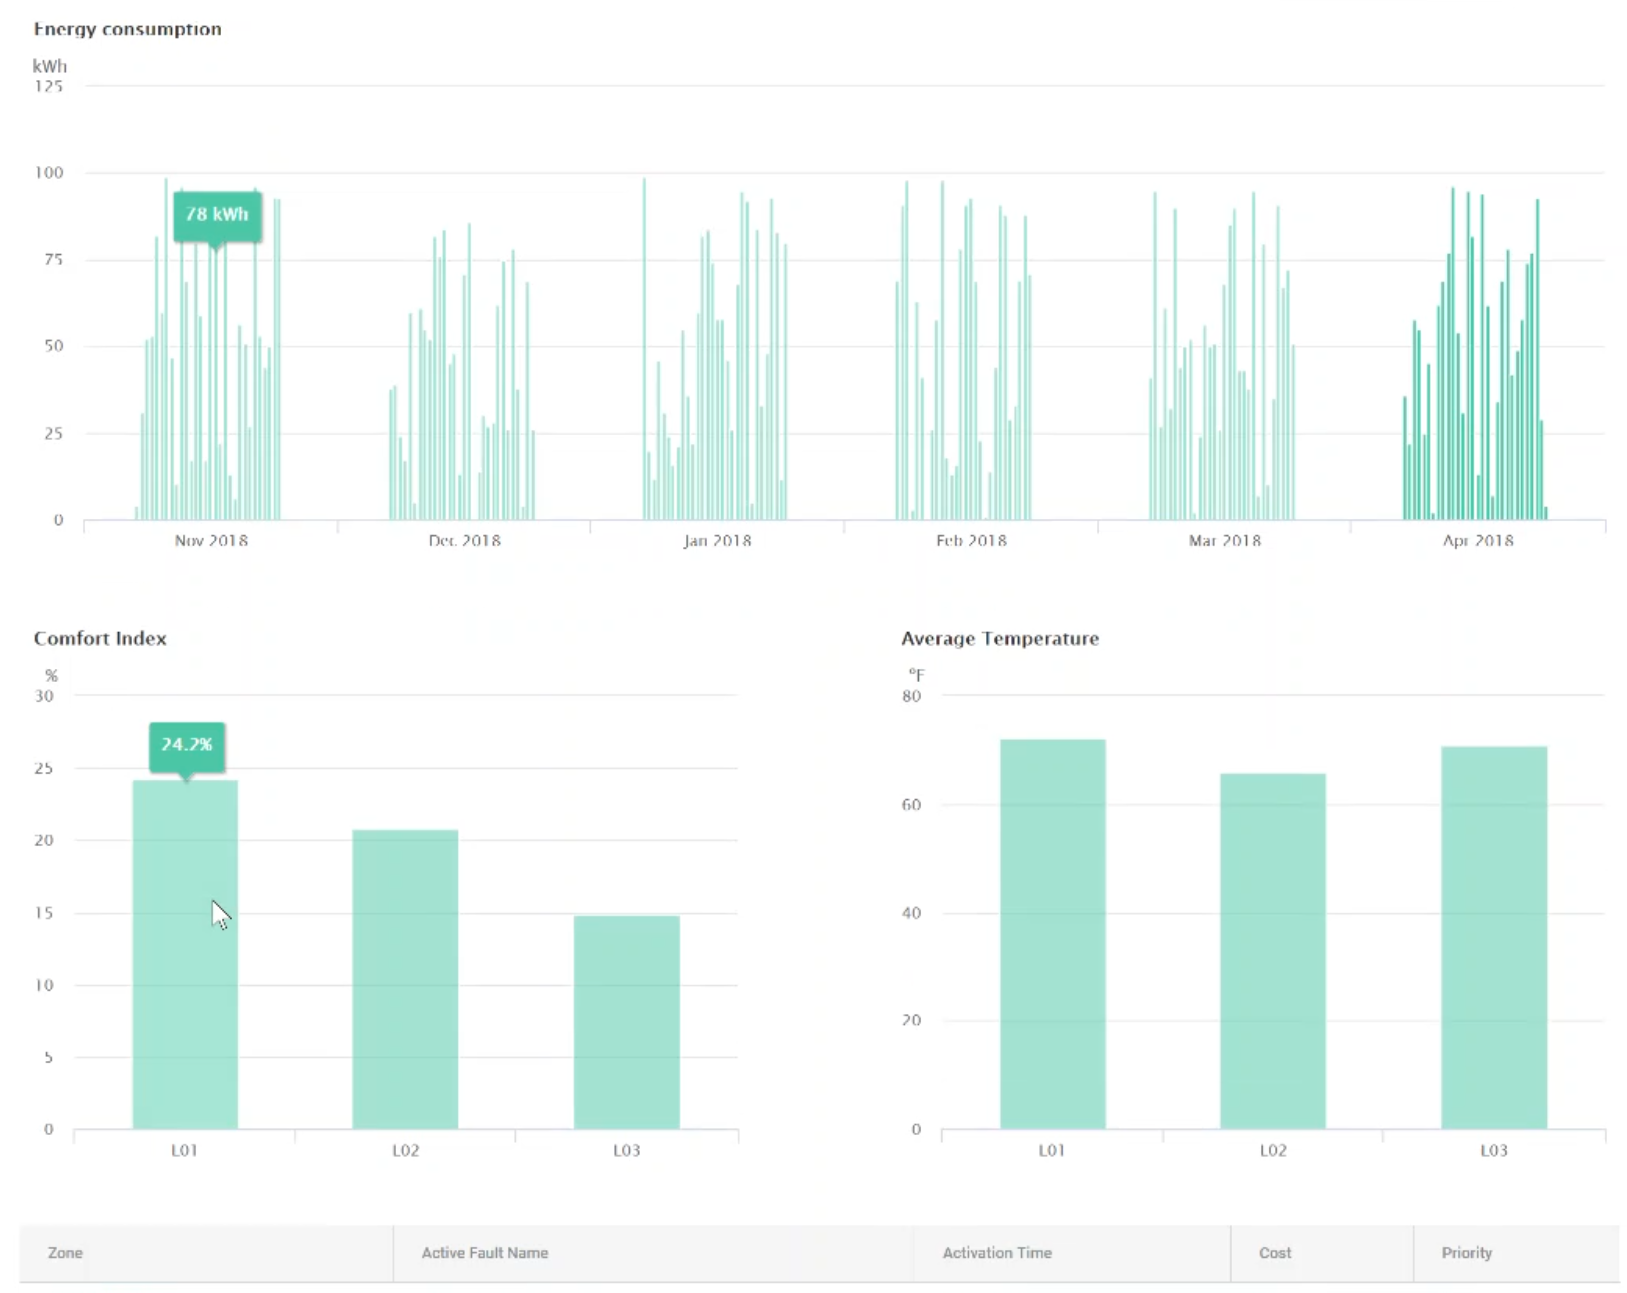 Energy consumption
kWh
125
100
78 kWh
75
50
25
0
Nov 2018 Dec 2018 Jan 2018 Feb 2018 Mar 2018 Apr 2018
Comfort Index
%
30
24.2%
25
20
15
10
5
0
L01 L02 L03
Average Temperature
°F
80
60
40
20
0
L01 L02 L03
Zone Active Fault Name Activation Time Cost Priority